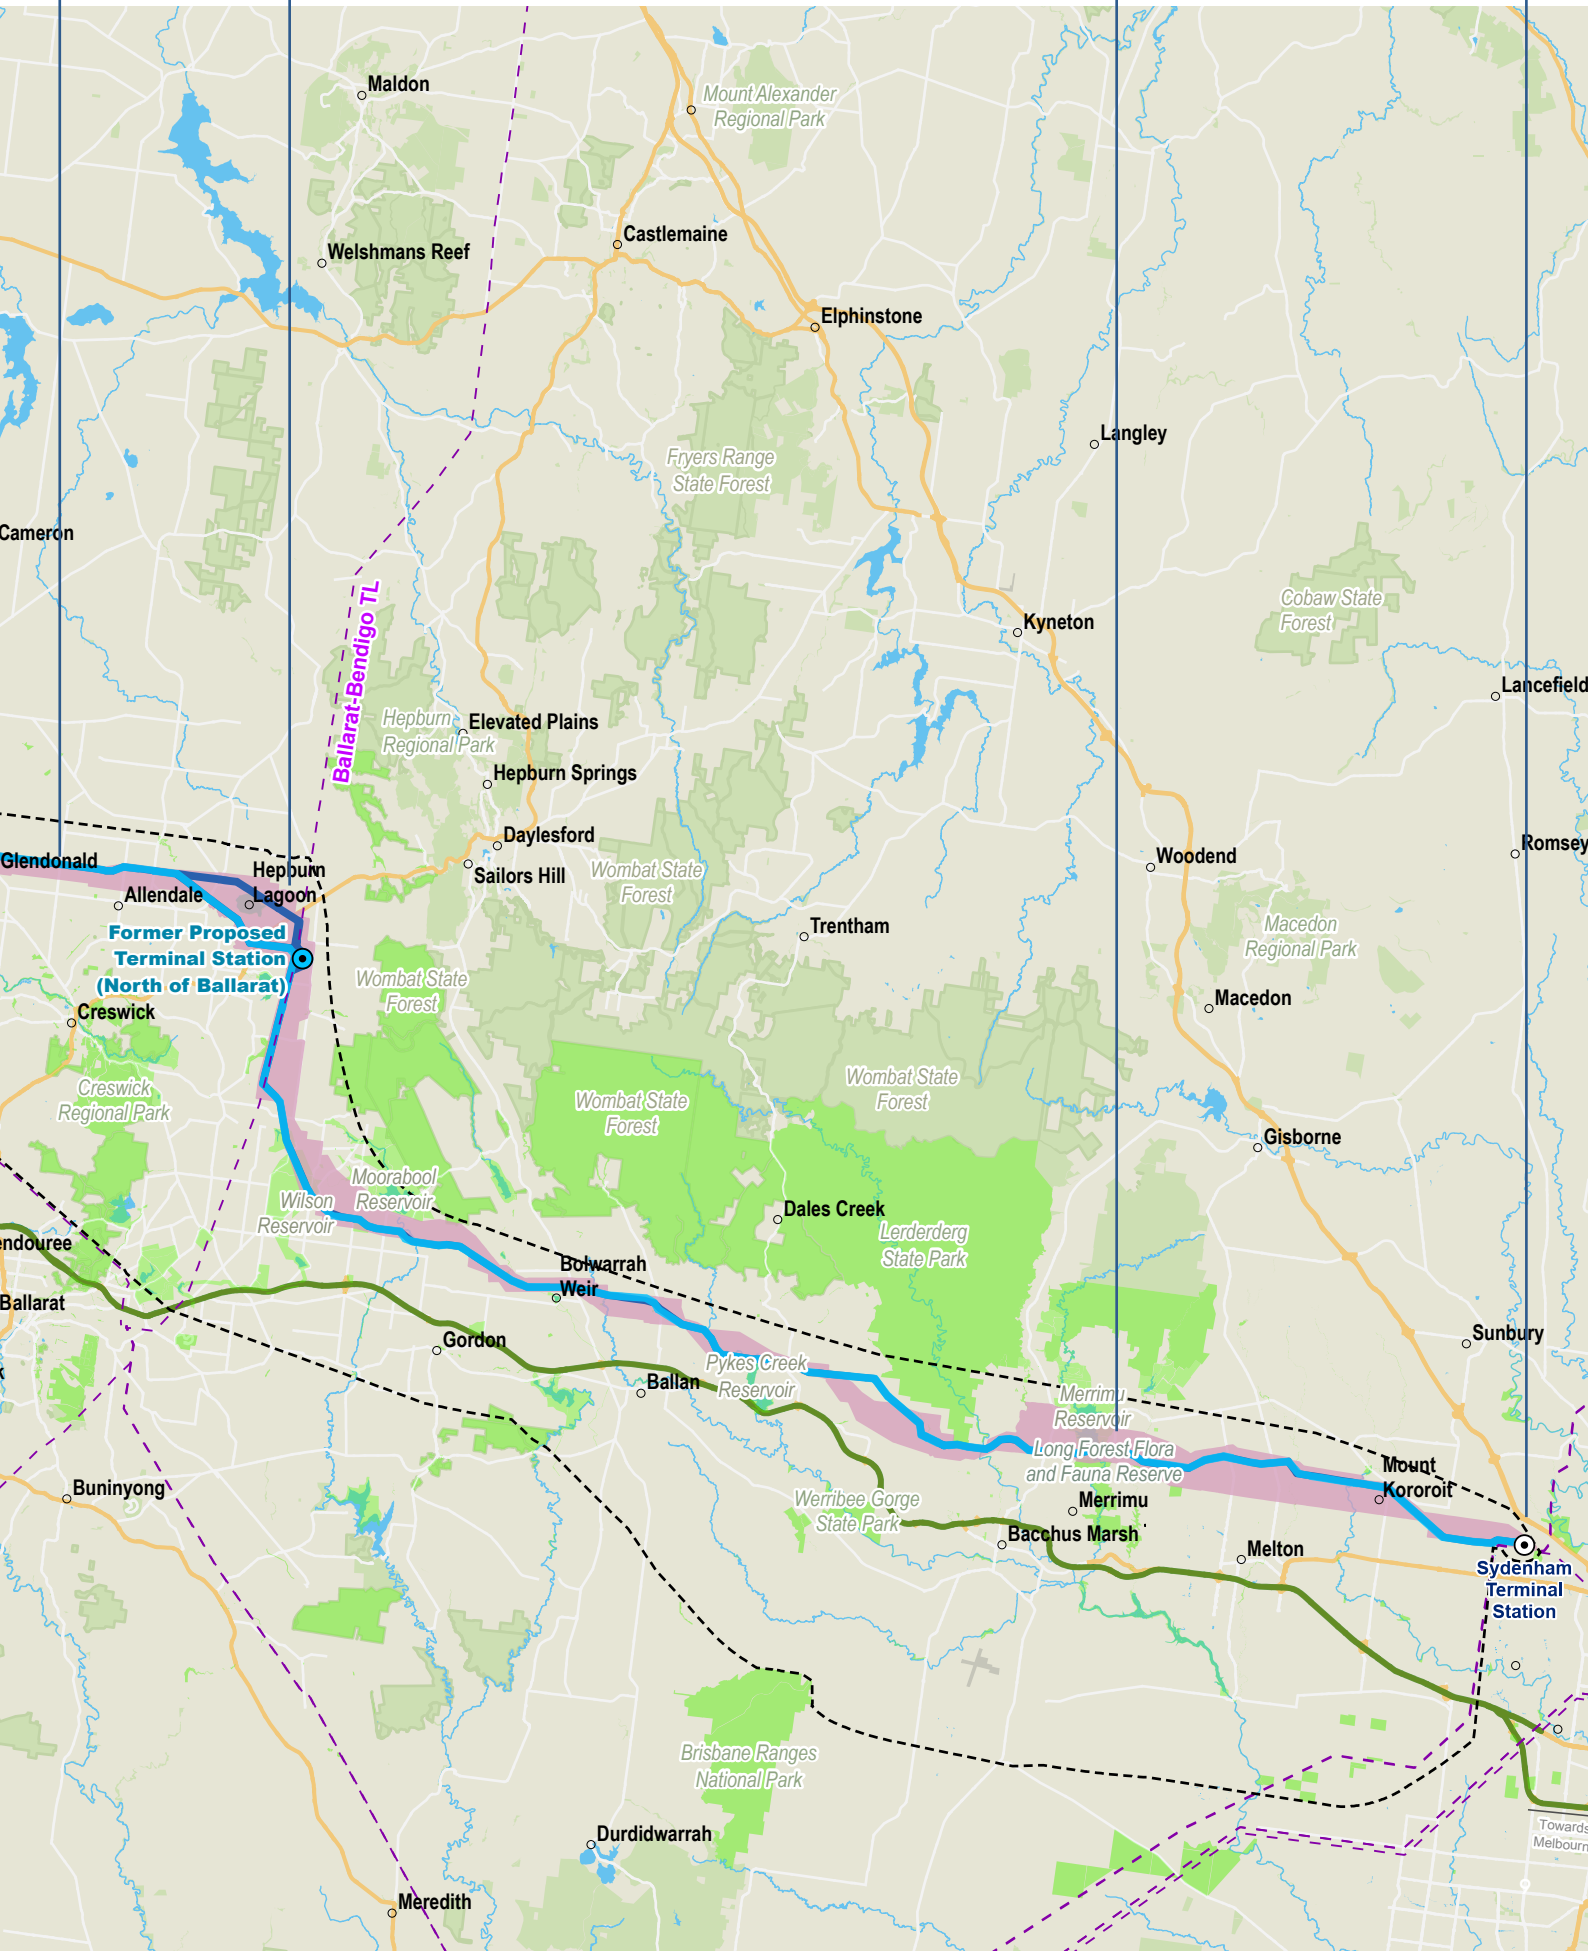 Maldon
Mount Alexander
Regional Park
Castlemaine
Welshmans Reef
Elphinstone
Langley
Fryers Range
State Forest
Cameron
Ballarat-Bendigo TL
Cobaw State
Forest
Kyneton
Lancefield
Hepburn
Regional Park
Elevated Plains
Hepburn Springs
Daylesford
Sailors Hill
Wombat State
Forest
Romsey
Woodend
Glendonald
Hepburn
Lagoon
Allendale
Trentham
Macedon
Regional Park
Former Proposed
Terminal Station
(North of Ballarat)
Wombat State
Forest
Macedon
Creswick
Creswick
Regional Park
Wombat State
Forest
Wombat State
Forest
Gisborne
Moorabool
Reservoir
Wilson
Reservoir
Dales Creek
Lerderderg
State Park
endouree
Bolwarrah
Weir
Ballarat
Gordon
Sunbury
k
Pykes Creek
Reservoir
Ballan
Merrimu
Reservoir
Long Forest Flora
and Fauna Reserve
Mount
Kororoit
Buninyong
Werribee Gorge
State Park
Merrimu
Bacchus Marsh
Melton
Sydenham
Terminal
Station
Brisbane Ranges
National Park
Durdidwarrah
Towards
Melbourn
Meredith